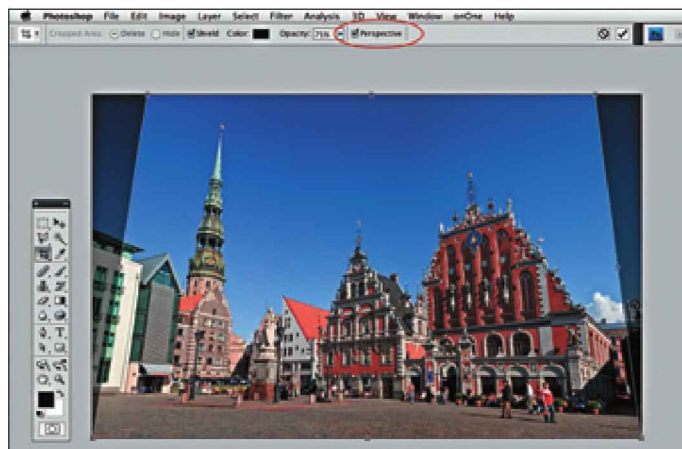 Photoshop File Edit Image Layer Select Filter Analysis 3D View Window onOne Help
Cropped Area: Delete Hide Shield Color: Opacity: 75% Perspective
Ps
T